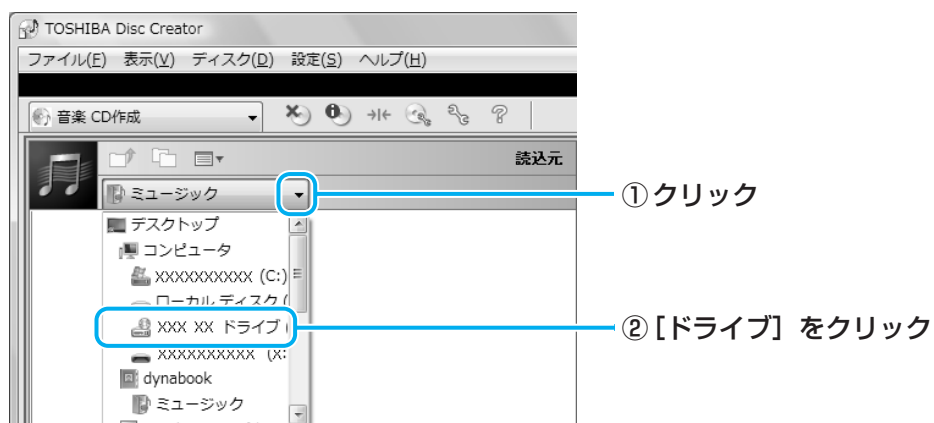 TOSHIBA Disc Creator
ファイル(F) 表示(V) ディスク(D) 設定(S) ヘルプ(H)
音楽 CD作成
読込元
ミュージック
①クリック
デスクトップ
コンピュータ
XXXXXXXXXX (C:)
ローカル ディスク (
XXX XX ドライブ (
②[ドライブ] をクリック
XXXXXXXXXX (X:
dynabook
ミュージック